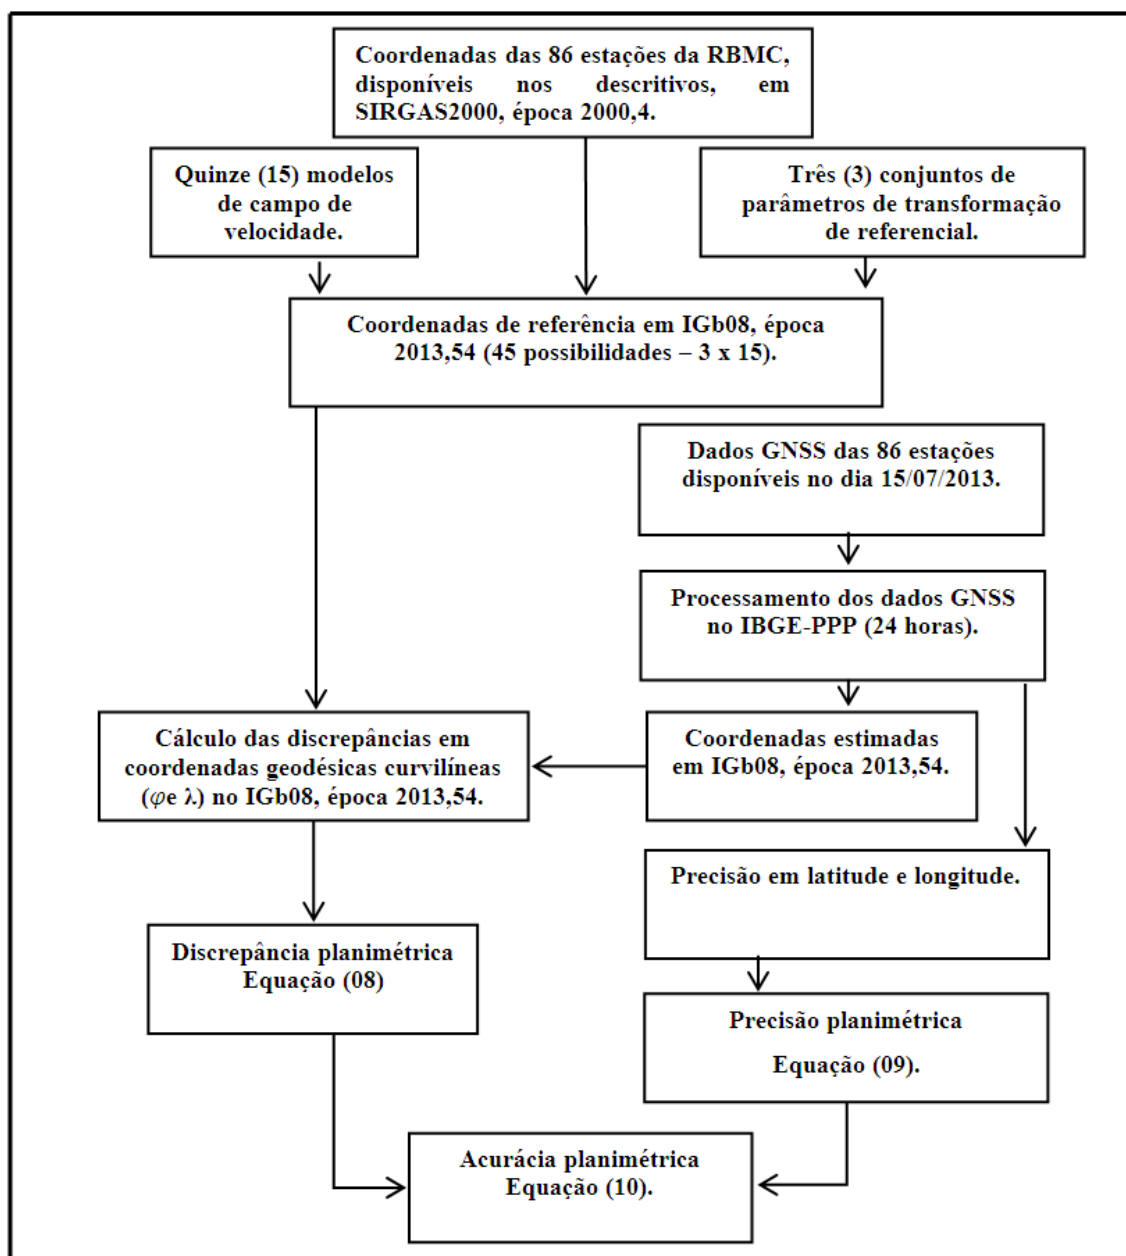 Coordenadas das 86 estações da RBMC,
disponíveis nos descritivos, em
SIRGAS2000, época 2000,4.
Quinze (15) modelos
de campo de
velocidade.
Três (3) conjuntos de
parâmetros de transformação
de referencial.
Coordenadas de referência em IGb08, época
2013,54 (45 possibilidades – 3 x 15).
Dados GNSS das 86 estações
disponíveis no dia 15/07/2013.
Processamento dos dados GNSS
no IBGE-PPP (24 horas).
Cálculo das discrepâncias em
coordenadas geodésicas curvilíneas
(φe λ) no IGb08, época 2013,54.
Coordenadas estimadas
em IGb08, época 2013,54.
Precisão em latitude e longitude.
Discrepância planimétrica
Equação (08)
Precisão planimétrica
Equação (09).
Acurácia planimétrica
Equação (10).